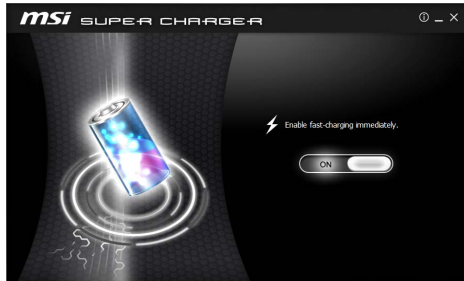 msi SUPER CHARGER
Enable fast-charging immediately.
ON